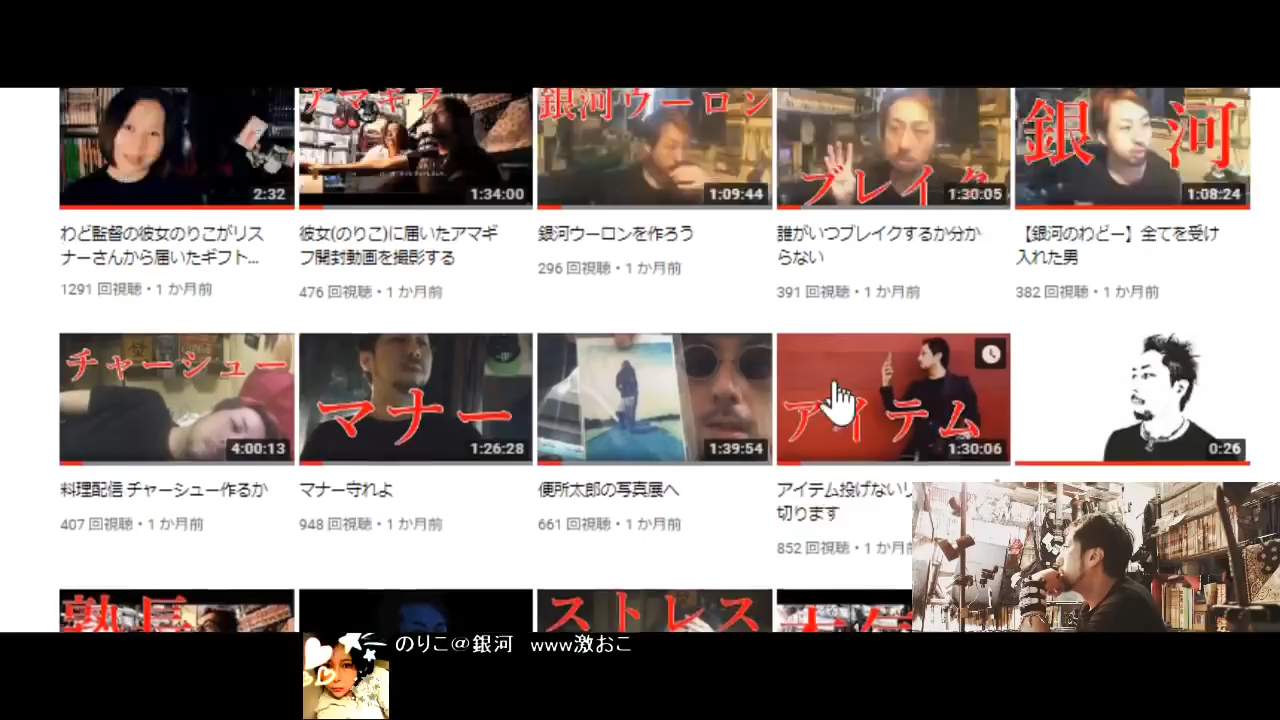 アマギフ
銀河ウーロン
ブレイク
銀河
2:32
1:34:00
1:09:44
1:30:05
1:08:24
わど監督の彼女のりこがリス
ナーさんから届いたギフト...
1291 回視聴・1 か月前
彼女(のりこ)に届いたアマギ
フ開封動画を撮影する
476 回視聴・1 か月前
銀河ウーロンを作ろう
296 回視聴・1 か月前
誰がいつブレイクするか分か
らない
391 回視聴・1 か月前
【銀河のわどー】全てを受け
入れた男
382 回視聴・1 か月前
チャーシュー
マナー
アイテム
4:00:13
1:26:28
1:39:54
1:30:06
0:26
料理配信 チャーシュー作るか
407 回視聴・1 か月前
マナー守れよ
948 回視聴・1 か月前
便所太郎の写真展へ
661 回視聴・1 か月前
アイテム投げない
切ります
852 回視聴・1 か月
ストレス
のりこ@銀河 www激おこ